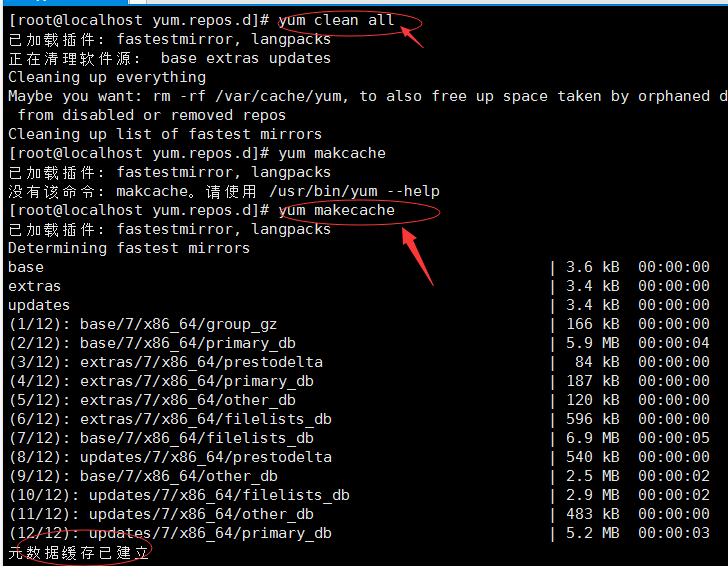 [root@localhost yum.repos.d]# yum clean all
已加载插件: fastestmirror, langpacks
正在清理软件源: base extras updates
Cleaning up everything
Maybe you want: rm -rf /var/cache/yum, to also free up space taken by orphaned d
from disabled or removed repos
Cleaning up list of fastest mirrors
[root@localhost yum.repos.d]# yum makcache
已加载插件: fastestmirror, langpacks
没有该命令: makcache。请使用 /usr/bin/yum --help
[root@localhost yum.repos.d]# yum makecache
已加载插件: fastestmirror, langpacks
Determining fastest mirrors
base | 3.6 kB 00:00:00
extras | 3.4 kB 00:00:00
updates | 3.4 kB 00:00:00
(1/12): base/7/x86_64/group_gz | 166 kB 00:00:00
(2/12): base/7/x86_64/primary_db | 5.9 MB 00:00:04
(3/12): extras/7/x86_64/prestodelta | 84 kB 00:00:00
(4/12): extras/7/x86_64/primary_db | 187 kB 00:00:00
(5/12): extras/7/x86_64/other_db | 120 kB 00:00:00
(6/12): extras/7/x86_64/filelists_db | 596 kB 00:00:00
(7/12): base/7/x86_64/filelists_db | 6.9 MB 00:00:05
(8/12): updates/7/x86_64/prestodelta | 540 kB 00:00:00
(9/12): base/7/x86_64/other_db | 2.5 MB 00:00:02
(10/12): updates/7/x86_64/filelists_db | 2.9 MB 00:00:02
(11/12): updates/7/x86_64/other_db | 483 kB 00:00:00
(12/12): updates/7/x86_64/primary_db | 5.2 MB 00:00:03
元数据缓存已建立